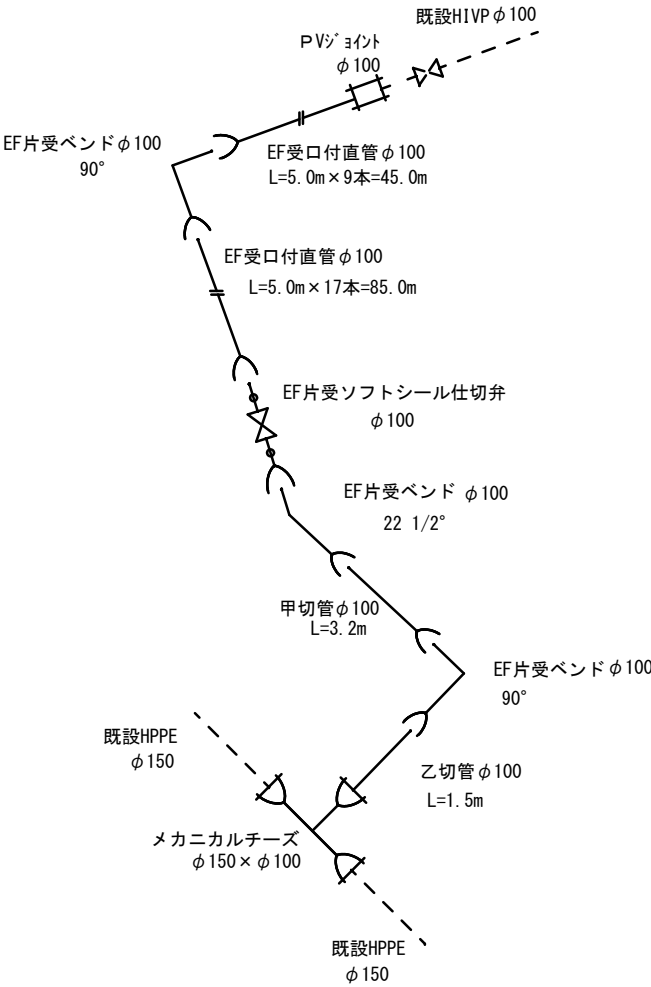 既設HIVPφ100
PVジョイント
φ100
EF片受ベンドφ100
90°
EF受口付直管φ100
L=5.0m×9本=45.0m
EF受口付直管φ100
L=5.0m×17本=85.0m
EF片受ソフトシール仕切弁
φ100
EF片受ベンド φ100
22 1/2°
甲切管φ100
L=3.2m
EF片受ベンドφ100
90°
既設HPPE
φ150
乙切管φ100
L=1.5m
メカニカルチーズ
φ150×φ100
既設HPPE
φ150